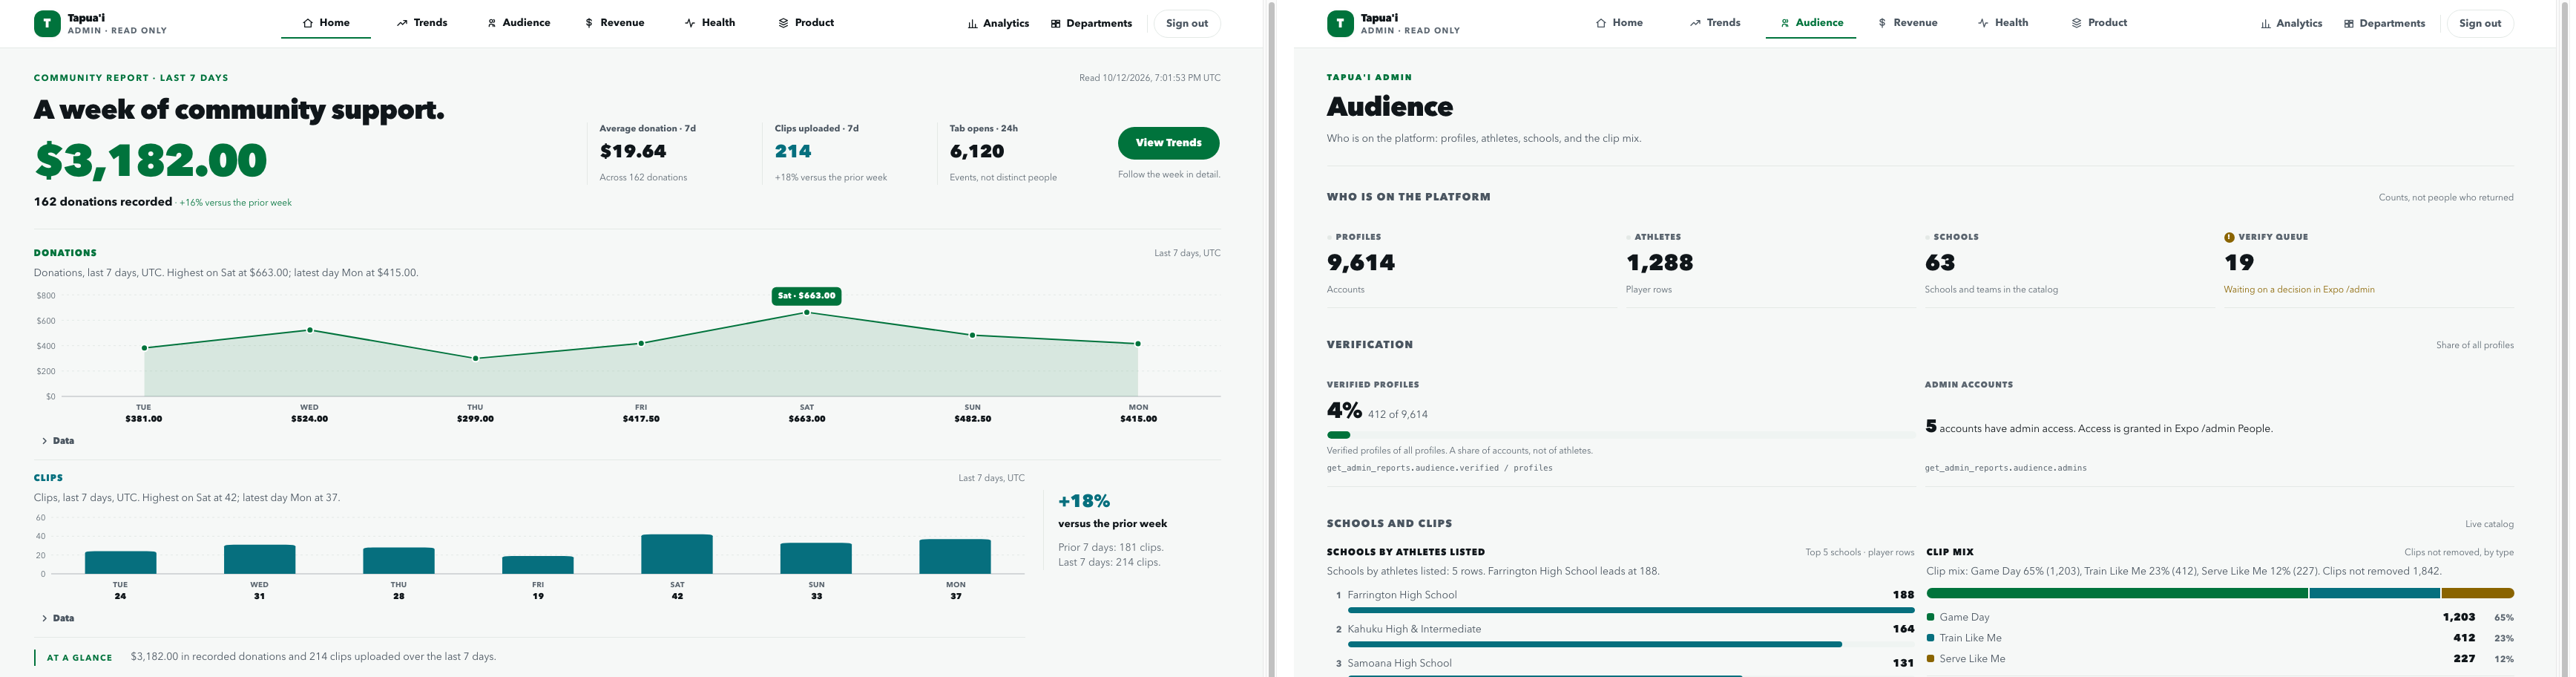 T
Tapua'i
ADMIN · READ ONLY
Home
Trends
Audience
Revenue
Health
Product
Analytics
Departments
Sign out
COMMUNITY REPORT · LAST 7 DAYS
Read 10/12/2026, 7:01:53 PM UTC
A week of community support.
$3,182.00
162 donations recorded · +16% versus the prior week
Average donation · 7d
$19.64
Across 162 donations
Clips uploaded · 7d
214
+18% versus the prior week
Tab opens · 24h
6,120
Events, not distinct people
View Trends
Follow the week in detail.
DONATIONS
Last 7 days, UTC
Donations, last 7 days, UTC. Highest on Sat at $663.00; latest day Mon at $415.00.
$800
$600
$400
$200
$0
Sat · $663.00
TUE
$381.00
WED
$524.00
THU
$299.00
FRI
$417.50
SAT
$663.00
SUN
$482.50
MON
$415.00
Data
CLIPS
Last 7 days, UTC
Clips, last 7 days, UTC. Highest on Sat at 42; latest day Mon at 37.
60
40
20
0
TUE
24
WED
31
THU
28
FRI
19
SAT
42
SUN
33
MON
37
+18%
versus the prior week
Prior 7 days: 181 clips.
Last 7 days: 214 clips.
Data
AT A GLANCE
$3,182.00 in recorded donations and 214 clips uploaded over the last 7 days.
T
Tapua'i
ADMIN · READ ONLY
Home
Trends
Audience
Revenue
Health
Product
Analytics
Departments
Sign out
TAPUA'I ADMIN
Audience
Who is on the platform: profiles, athletes, schools, and the clip mix.
WHO IS ON THE PLATFORM
Counts, not people who returned
PROFILES
9,614
Accounts
ATHLETES
1,288
Player rows
SCHOOLS
63
Schools and teams in the catalog
! VERIFY QUEUE
19
Waiting on a decision in Expo /admin
VERIFICATION
Share of all profiles
VERIFIED PROFILES
4% 412 of 9,614
Verified profiles of all profiles. A share of accounts, not of athletes.
get_admin_reports.audience.verified / profiles
ADMIN ACCOUNTS
5 accounts have admin access. Access is granted in Expo /admin People.
get_admin_reports.audience.admins
SCHOOLS AND CLIPS
Live catalog
SCHOOLS BY ATHLETES LISTED
Top 5 schools · player rows
Schools by athletes listed: 5 rows. Farrington High School leads at 188.
1 Farrington High School 188
2 Kahuku High & Intermediate 164
3 Samoana High School 131
CLIP MIX
Clips not removed, by type
Clip mix: Game Day 65% (1,203), Train Like Me 23% (412), Serve Like Me 12% (227). Clips not removed 1,842.
Game Day 1,203 65%
Train Like Me 412 23%
Serve Like Me 227 12%